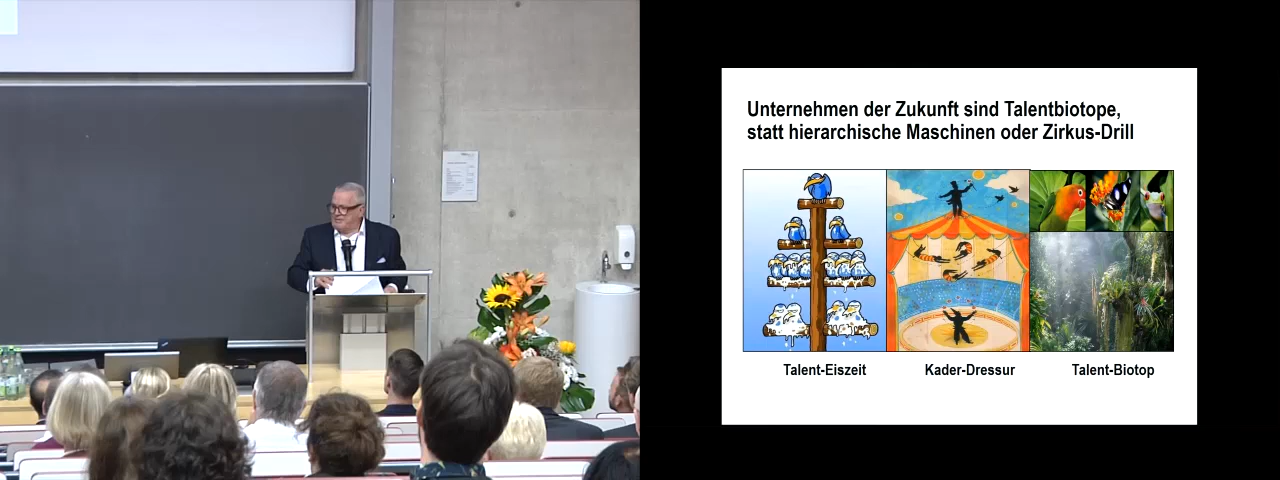 Unternehmen der Zukunft sind Talentbiotope,
statt hierarchische Maschinen oder Zirkus-Drill
Talent-Eiszeit
Kader-Dressur
Talent-Biotop